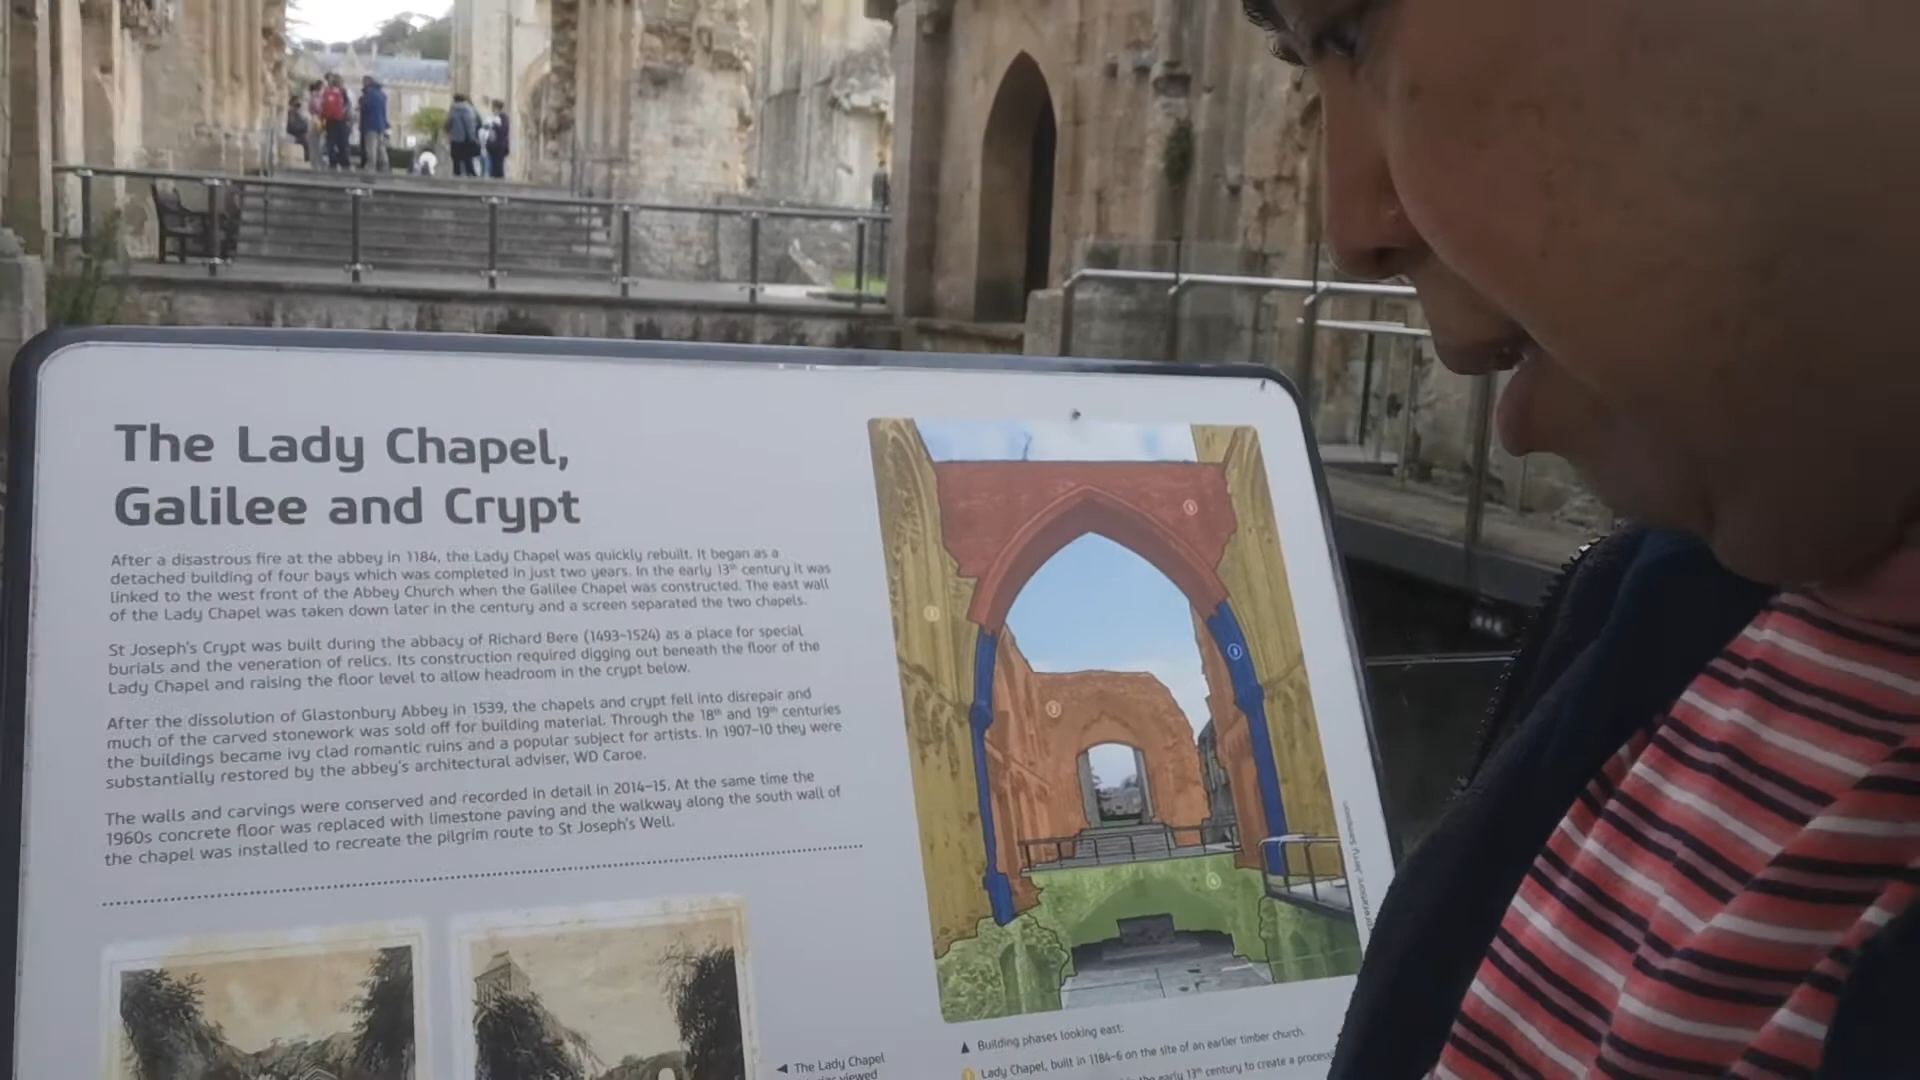 The Lady Chapel,
Galilee and Crypt
After a disastrous fire at the abbey in 1184, the Lady Chapel was quickly rebuilt. It began as a
detached building of four bays which was completed in just two years. In the early 13th century it was
linked to the west front of the Abbey Church when the Galilee Chapel was constructed. The east wall
of the Lady Chapel was taken down later in the century and a screen separated the two chapels.
St Joseph's Crypt was built during the abbacy of Richard Bere (1493-1524) as a place for special
burials and the veneration of relics. Its construction required digging out beneath the floor of the
Lady Chapel and raising the floor level to allow headroom in the crypt below.
After the dissolution of Glastonbury Abbey in 1539, the chapels and crypt fell into disrepair and
much of the carved stonework was sold off for building material. Through the 18th and 19th centuries
the buildings became ivy clad romantic ruins and a popular subject for artists. In 1907-10 they were
substantially restored by the abbey's architectural adviser, WD Caroe.
The walls and carvings were conserved and recorded in detail in 2014-15. At the same time the
1960s concrete floor was replaced with limestone paving and the walkway along the south wall of
the chapel was installed to recreate the pilgrim route to St Joseph's Well.
◄ The Lady Chapel
viewed
Jerry Sampson
▲ Building phases looking east:
Lady Chapel, built in 1184-6 on the site of an earlier timber church.
the early 13th century to create a